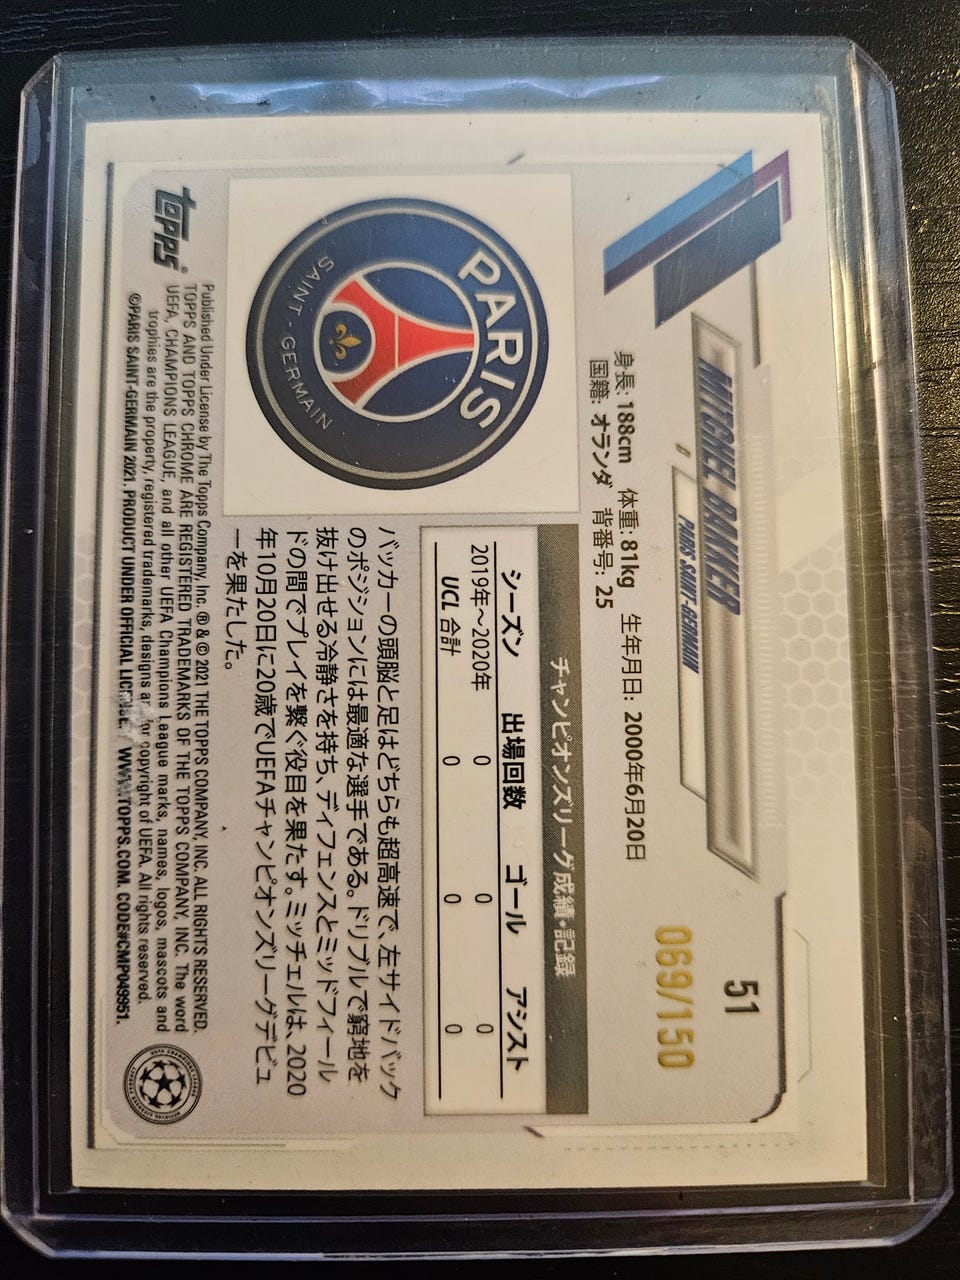 51
069/150
MITCHEL BAKKER
PARIS SAINT-GERMAIN
身長: 188cm 体重: 81kg 生年月日: 2000年6月20日
国籍: オランダ 背番号: 25
PARIS
SAINT-GERMAIN
チャンピオンズリーグ成績・記録
シーズン 出場回数 ゴール アシスト
2019年〜2020年 0 0 0
UCL 合計 0 0 0
バッカーの頭脳と足はどちらも超高速で、左サイドバック
のポジションには最適な選手である。ドリブルで窮地を
抜け出せる冷静さを持ち、ディフェンスとミッドフィール
ドの間でプレイを繋ぐ役目を果たす。ミッチェルは、2020
年10月20日に20歳でUEFAチャンピオンズリーグデビュ
ーを果たした。
topps®
Published Under License by The Topps Company, Inc. ® & © 2021 THE TOPPS COMPANY, INC. ALL RIGHTS RESERVED.
TOPPS AND TOPPS CHROME ARE REGISTERED TRADEMARKS OF THE TOPPS COMPANY, INC. The word
UEFA, CHAMPIONS LEAGUE, and all other UEFA Champions League marks, names, logos, mascots and
trophies are the property, registered trademarks, designs and/or copyright of UEFA. All rights reserved.
©PARIS SAINT-GERMAIN 2021. PRODUCT UNDER OFFICIAL LICENSE. WWW.TOPPS.COM. CODE#CMP049951.